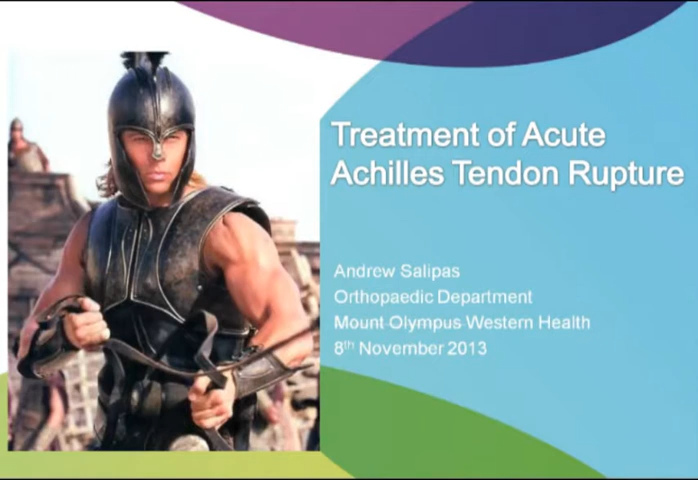 Treatment of Acute
Achilles Tendon Rupture
Andrew Salipas
Orthopaedic Department
Mount Olympus Western Health
8th November 2013